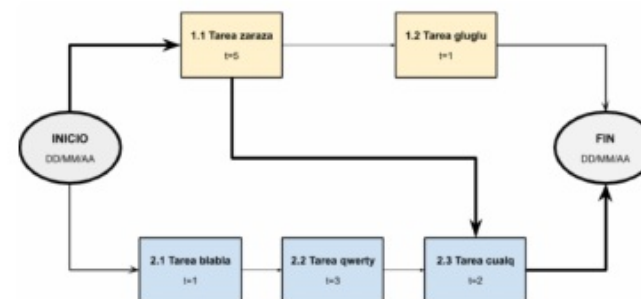 1.1 Tarea zaraza
t=5
1.2 Tarea gluglu
t=1
INICIO
DD/MM/AA
FIN
DD/MM/AA
2.1 Tarea blabla
t=1
2.2 Tarea qwerty
t=3
2.3 Tarea cualq
t=2